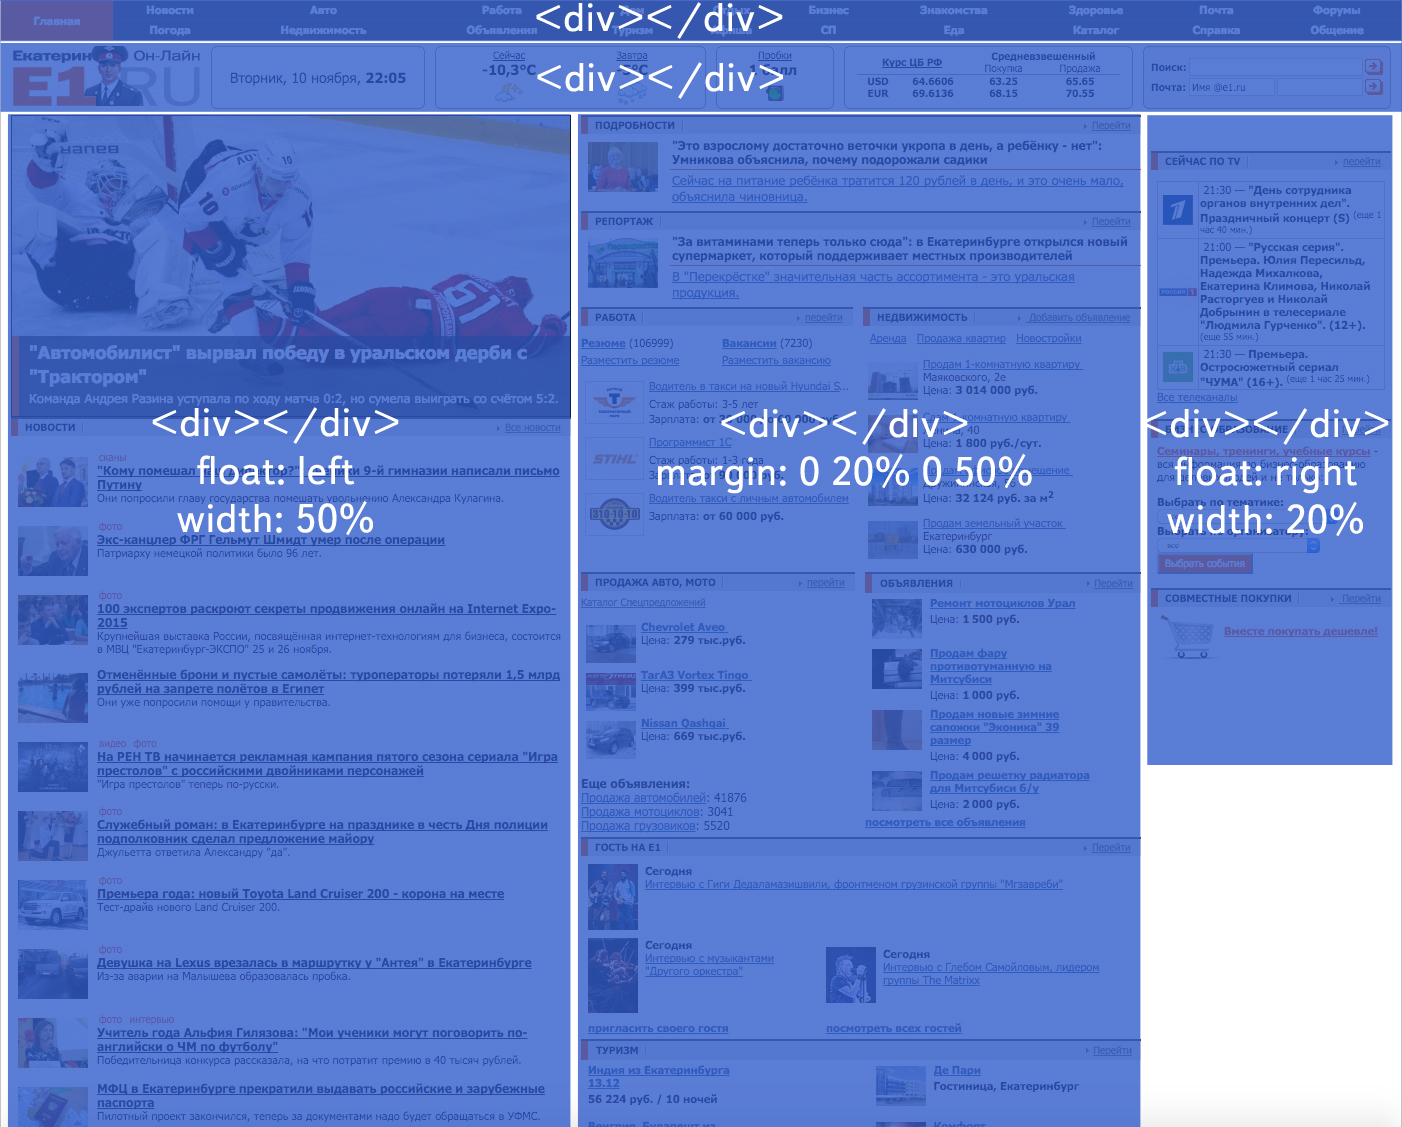 Главная
Новости Авто Работа Дом Отдых Бизнес Знакомства Здоровье Почта Форумы
Погода Недвижимость Объявления Туризм Афиша СП Еда Каталог Справка Общение
<div></div>
Екатерин Он-Лайн
E1.RU
Вторник, 10 ноября, 22:05
Сейчас Завтра
-10,3°C
Пробки
1 балл
Курс ЦБ РФ Средневзвешенный
Покупка Продажа
USD 64.6606 63.25 65.65
EUR 69.6136 68.15 70.55
Поиск:
Почта: Имя @e1.ru
<div></div>
"Автомобилист" вырвал победу в уральском дерби с
"Трактором"
Команда Андрея Разина уступала по ходу матча 0:2, но сумела выиграть со счётом 5:2.
<div></div>
float: left
width: 50%
НОВОСТИ Все новости
сканы
"Кому помешал 9-й гимназии написали письмо
Путину
Они попросили главу государства помешать увольнению Александра Кулагина.
фото
Экс-канцлер ФРГ Гельмут Шмидт умер после операции
Патриарху немецкой политики было 96 лет.
фото
100 экспертов раскроют секреты продвижения онлайн на Internet Expo-
2015
Крупнейшая выставка России, посвящённая интернет-технологиям для бизнеса, состоится
в МВЦ "Екатеринбург-ЭКСПО" 25 и 26 ноября.
Отменённые брони и пустые самолёты: туроператоры потеряли 1,5 млрд
рублей на запрете полётов в Египет
Они уже попросили помощи у правительства.
видео фото
На РЕН ТВ начинается рекламная кампания пятого сезона сериала "Игра
престолов" с российскими двойниками персонажей
"Игра престолов" теперь по-русски.
фото
Служебный роман: в Екатеринбурге на празднике в честь Дня полиции
подполковник сделал предложение майору
Джульетта ответила Александру "да".
фото
Премьера года: новый Toyota Land Cruiser 200 - корона на месте
Тест-драйв нового Land Cruiser 200.
фото
Девушка на Lexus врезалась в маршрутку у "Антея" в Екатеринбурге
Из-за аварии на Малышева образовалась пробка.
фото интервью
Учитель года Альфия Гилязова: "Мои ученики могут поговорить по-
английски о ЧМ по футболу"
Победительница конкурса рассказала, на что потратит премию в 40 тысяч рублей.
МФЦ в Екатеринбурге прекратили выдавать российские и зарубежные
паспорта
Пилотный проект закончился, теперь за документами надо будет обращаться в УФМС.
ПОДРОБНОСТИ Перейти
"Это взрослому достаточно веточки укропа в день, а ребёнку - нет":
Умникова объяснила, почему подорожали садики
Сейчас на питание ребёнка тратится 120 рублей в день, и это очень мало,
объяснила чиновница.
РЕПОРТАЖ Перейти
"За витаминами теперь только сюда": в Екатеринбурге открылся новый
супермаркет, который поддерживает местных производителей
В "Перекрёстке" значительная часть ассортимента - это уральская
продукция.
РАБОТА перейти
Резюме (106999) Вакансии (7230)
Разместить резюме Разместить вакансию
Водитель в такси на новый Hyundai S...
Стаж работы: 3-5 лет
Зарплата:
Программист 1С
STIHL
Стаж работы: 1-3 года
Водитель такси с личным автомобилем
310-10-10
Зарплата: от 60 000 руб.
НЕДВИЖИМОСТЬ Добавить объявление
Аренда Продажа квартир Новостройки
Продам 1-комнатную квартиру
Маяковского, 2е
Цена: 3 014 000 руб.
Цена: 1 800 руб./сут.
Цена: 32 124 руб. за м2
Продам земельный участок
Екатеринбург
Цена: 630 000 руб.
<div></div>
margin: 0 20% 0 50%
ПРОДАЖА АВТО, МОТО перейти
Каталог Спецпредложений
Chevrolet Aveo
Цена: 279 тыс.руб.
ТагАЗ Vortex Tingo
Цена: 399 тыс.руб.
Nissan Qashqai
Цена: 669 тыс.руб.
Еще объявления:
Продажа автомобилей: 41876
Продажа мотоциклов: 3041
Продажа грузовиков: 5520
ОБЪЯВЛЕНИЯ Перейти
Ремонт мотоциклов Урал
Цена: 1 500 руб.
Продам фару
противотуманную на
Митсубиси
Цена: 1 000 руб.
Продам новые зимние
сапожки "Эконика" 39
размер
Цена: 4 000 руб.
Продам решетку радиатора
для Митсубиси б/у
Цена: 2 000 руб.
посмотреть все объявления
ГОСТЬ НА E1 Перейти
Сегодня
Интервью с Гиги Дедаламазишвили, фронтменом грузинской группы "Мгзавреби"
Сегодня
Интервью с музыкантами
"Другого оркестра"
Сегодня
Интервью с Глебом Самойловым, лидером
группы The Matrixx
пригласить своего гостя посмотреть всех гостей
ТУРИЗМ Перейти
Индия из Екатеринбурга
13.12
56 224 руб. / 10 ночей
Де Пари
Гостиница, Екатеринбург
СЕЙЧАС ПО TV перейти
21:30 — "День сотрудника
органов внутренних дел".
Праздничный концерт (S) (еще 1
час 40 мин.)
РОССИЯ 1
21:00 — "Русская серия".
Премьера. Юлия Пересильд,
Надежда Михалкова,
Екатерина Климова, Николай
Расторгуев и Николай
Добрынин в телесериале
"Людмила Гурченко". (12+).
(еще 55 мин.)
21:30 — Премьера.
Остросюжетный сериал
"ЧУМА" (16+). (еще 1 час 25 мин.)
Все телеканалы
<div></div>
float: right
width: 20%
Семинары, тренинги, учебные курсы -
Выбрать по тематике:
все
Выбрать события
СОВМЕСТНЫЕ ПОКУПКИ Перейти
Вместе покупать дешевле!